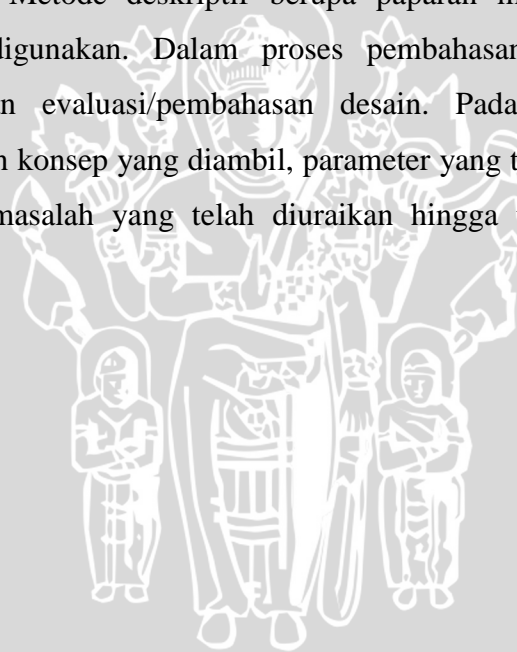 Metode deskriptif berupa paparan
digunakan. Dalam proses pembahasan
evaluasi/pembahasan desain. Pada
konsep yang diambil, parameter yang
masalah yang telah diuraikan hingga